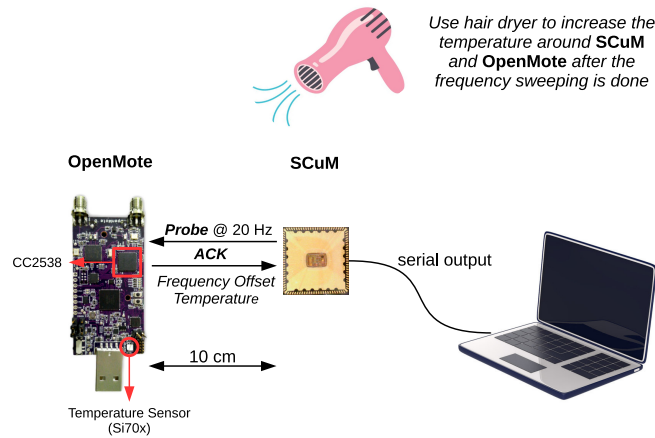 Use hair dryer to increase the
temperature around SCuM
and OpenMote after the
frequency sweeping is done
OpenMote
SCuM
Probe @ 20 Hz
ACK
CC2538
Frequency Offset
Temperature
serial output
10 cm
Temperature Sensor
(Si70x)